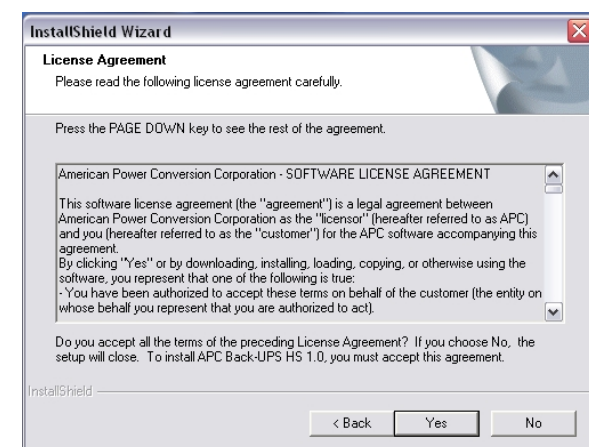 InstallShield Wizard
License Agreement
Please read the following license agreement carefully.
Press the PAGE DOWN key to see the rest of the agreement.
American Power Conversion Corporation - SOFTWARE LICENSE AGREEMENT
This software license agreement (the "agreement") is a legal agreement between
American Power Conversion Corporation as the "licensor" (hereafter referred to as APC)
and you (hereafter referred to as the "customer") for the APC software accompanying this
agreement.
By clicking "Yes" or by downloading, installing, loading, copying, or otherwise using the
software, you represent that one of the following is true:
- You have been authorized to accept these terms on behalf of the customer (the entity on
whose behalf you represent that you are authorized to act).
Do you accept all the terms of the preceding License Agreement? If you choose No, the
setup will close. To install APC Back-UPS HS 1.0, you must accept this agreement.
InstallShield
< Back
Yes
No